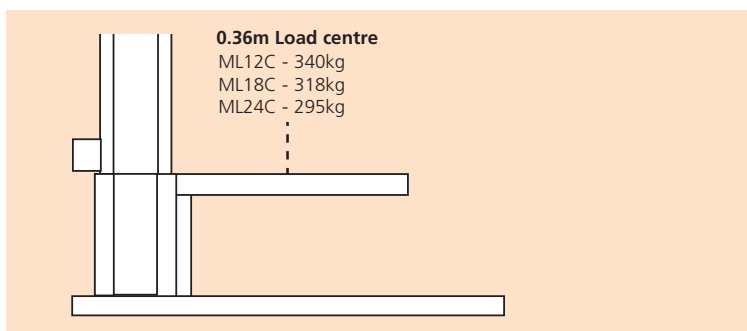 0.36m Load centre
ML12C - 340kg
ML18C - 318kg
ML24C - 295kg